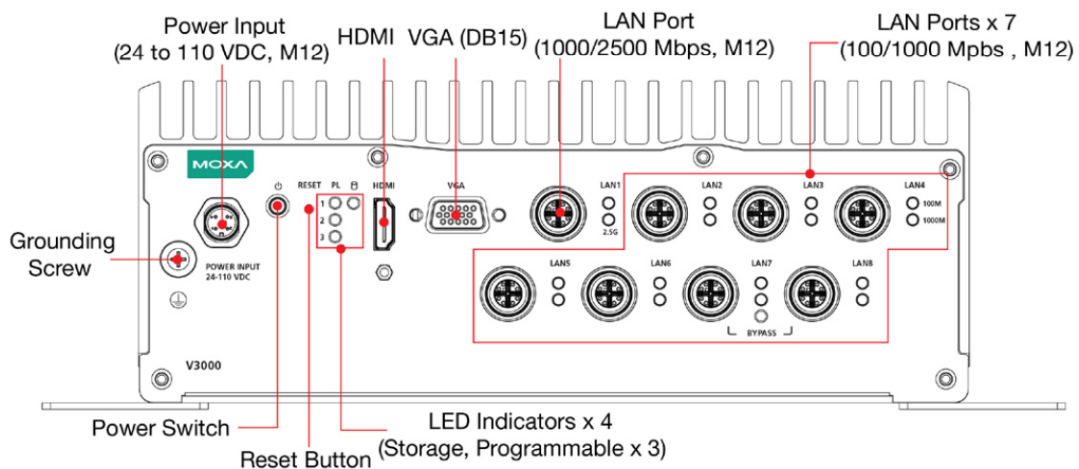 Power Input
(24 to 110 VDC, M12)
HDMI
VGA (DB15)
LAN Port
(1000/2500 Mbps, M12)
LAN Ports x 7
(100/1000 Mpbs , M12)
MOXA
RESET
PL
HDMI
VGA
LAN1
LAN2
LAN3
LAN4
1
2
3
2.5G
100M
1000M
Grounding
Screw
POWER INPUT
24-110 VDC
LAN5
LAN6
LAN7
LAN8
BYPASS
V3000
Power Switch
Reset Button
LED Indicators x 4
(Storage, Programmable x 3)